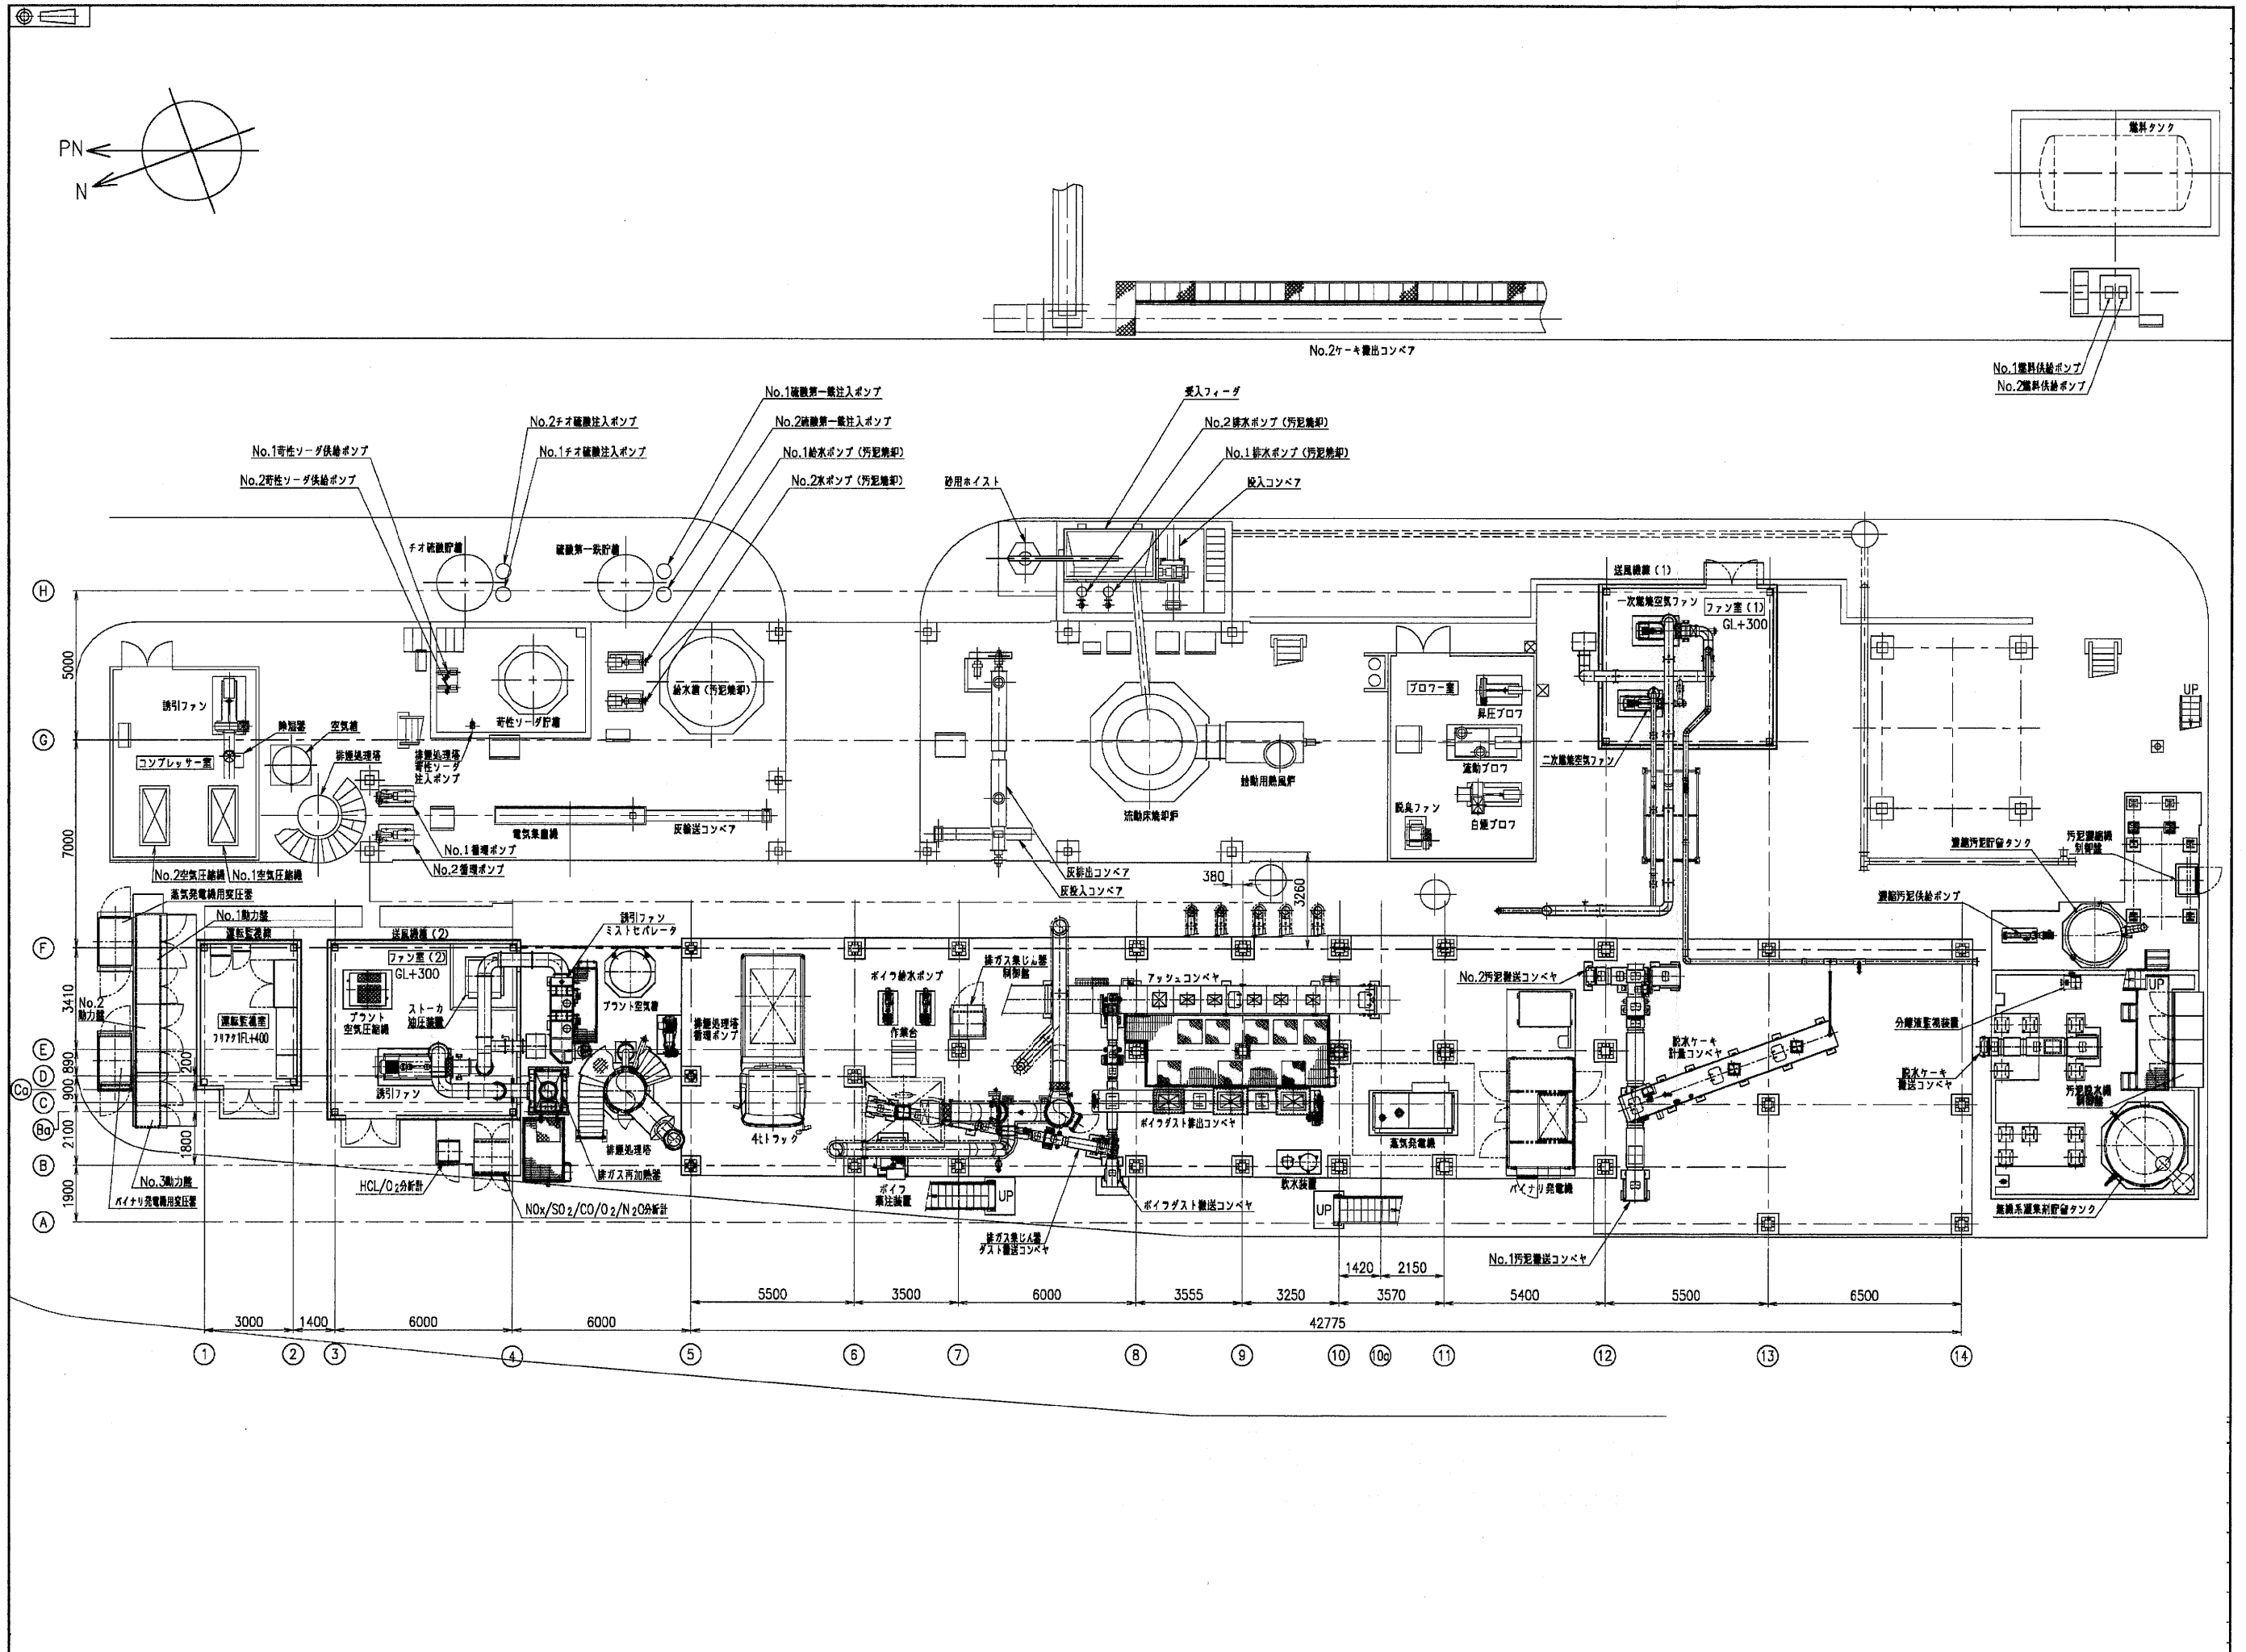 PN
N
燃料タンク
No.2ケーキ搬出コンベア
No.1燃料供給ポンプ
No.2燃料供給ポンプ
No.1硫酸第一鉄注入ポンプ
受入フィーダ
No.2チオ硫酸注入ポンプ
No.2硫酸第一鉄注入ポンプ
No.2排水ポンプ(汚泥焼却)
No.1苛性ソーダ供給ポンプ
No.1チオ硫酸注入ポンプ
No.1給水ポンプ(汚泥焼却)
No.1排水ポンプ(汚泥焼却)
No.2苛性ソーダ供給ポンプ
No.2水ポンプ(汚泥焼却)
砂用ホイスト
投入コンベア
チオ硫酸貯槽
硫酸第一鉄貯槽
送風機棟(1)
H
一次燃焼空気ファン
ファン室(1)
GL+300
5000
給水槽(汚泥焼却)
ブロワー室
UP
誘引ファン
苛性ソーダ貯槽
昇圧ブロワ
除湿器
空気槽
G
コンプレッサー室
排煙処理塔
排煙処理塔
苛性ソーダ
注入ポンプ
始動用熱風炉
流動ブロワ
二次燃焼空気ファン
7000
電気集塵機
灰輸送コンベア
流動床焼却炉
脱臭ファン
白煙ブロワ
No.1循環ポンプ
No.2循環ポンプ
濃縮汚泥貯留タンク
汚泥濃縮機
制御盤
No.2空気圧縮機
No.1空気圧縮機
灰排出コンベア
灰投入コンベア
380
3260
蒸気発電機用変圧器
No.1動力盤
濃縮汚泥供給ポンプ
運転監視棟
送風機棟(2)
誘引ファン
ミストセパレータ
F
ファン室(2)
GL+300
ボイラ給水ポンプ
排ガス集じん器
制御盤
アッシュコンベヤ
No.2汚泥搬送コンベヤ
UP
3410
No.2
動力盤
運転監視室
フリアク1FL+400
プラント
空気圧縮機
ストーカ
油圧装置
プラント空気槽
排煙処理塔
循環ポンプ
作業台
分離液監視装置
E
890
脱水ケーキ
計量コンベヤ
D
1200
脱水ケーキ
搬送コンベヤ
Ca
900
誘引ファン
C
汚泥脱水機
制御盤
Ba
2100
1800
4tトラック
ボイラダスト排出コンベヤ
蒸気発電機
排煙処理塔
B
排ガス再加熱器
No.3動力盤
HCL/O2分析計
軟水装置
バイナリ発電機
1900
バイナリ発電機用変圧器
NOx/SO2/CO/O2/N2O分析計
ボイラ
薬注装置
UP
ボイラダスト搬送コンベヤ
UP
無機系凝集剤貯留タンク
A
排ガス集じん器
ダスト搬送コンベヤ
No.1汚泥搬送コンベヤ
1420
2150
5500
3500
6000
3555
3250
3570
5400
5500
6500
3000
1400
6000
6000
42775
1
2
3
4
5
6
7
8
9
10
10a
11
12
13
14